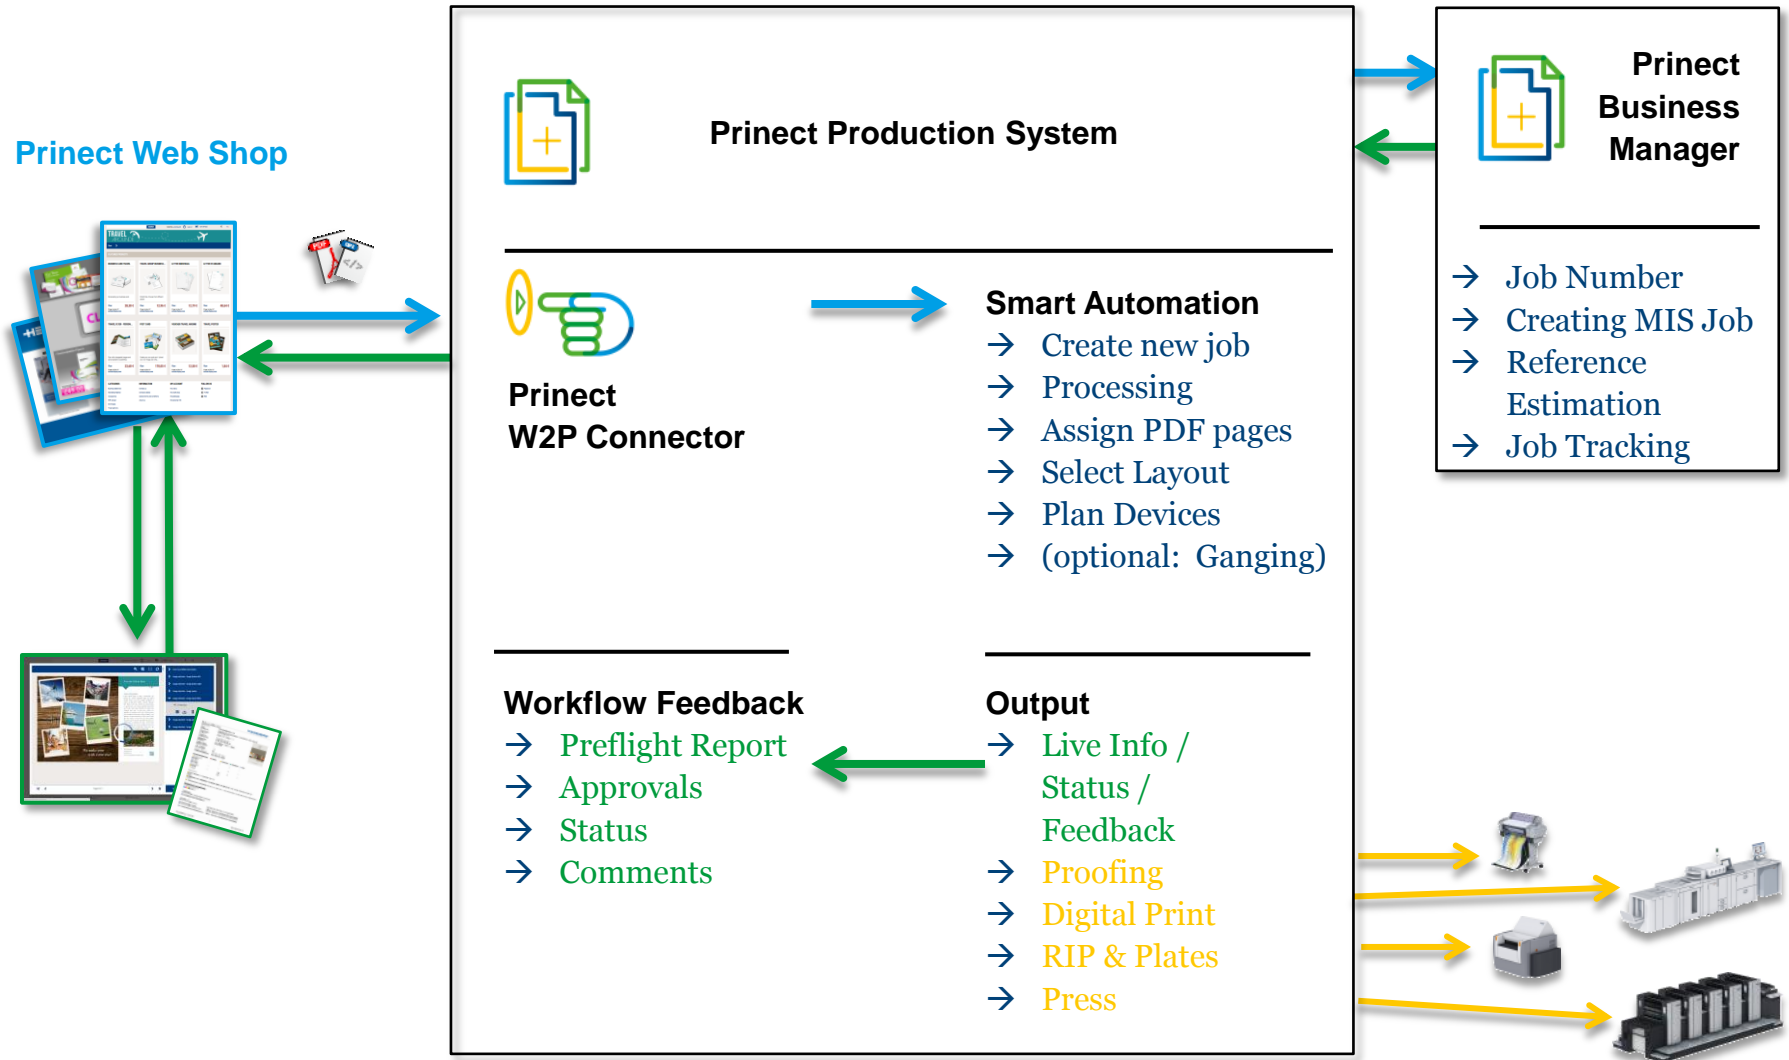 Prinect Web Shop
TRAVEL
PDF
Prinect Production System
Prinect
W2P Connector
Smart Automation
→ Create new job
→ Processing
→ Assign PDF pages
→ Select Layout
→ Plan Devices
→ (optional: Ganging)
Workflow Feedback
→ Preflight Report
→ Approvals
→ Status
→ Comments
Output
→ Live Info /
Status /
Feedback
→ Proofing
→ Digital Print
→ RIP & Plates
→ Press
Prinect
Business
Manager
→ Job Number
→ Creating MIS Job
→ Reference
Estimation
→ Job Tracking